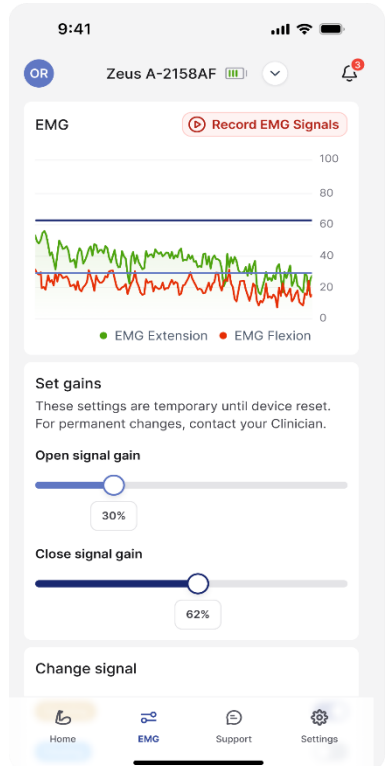 9:41
OR
Zeus A-2158AF
3
EMG
Record EMG Signals
100
80
60
40
20
0
EMG Extension
EMG Flexion
Set gains
These settings are temporary until device reset.
For permanent changes, contact your Clinician.
Open signal gain
30%
Close signal gain
62%
Change signal
Home
EMG
Support
Settings